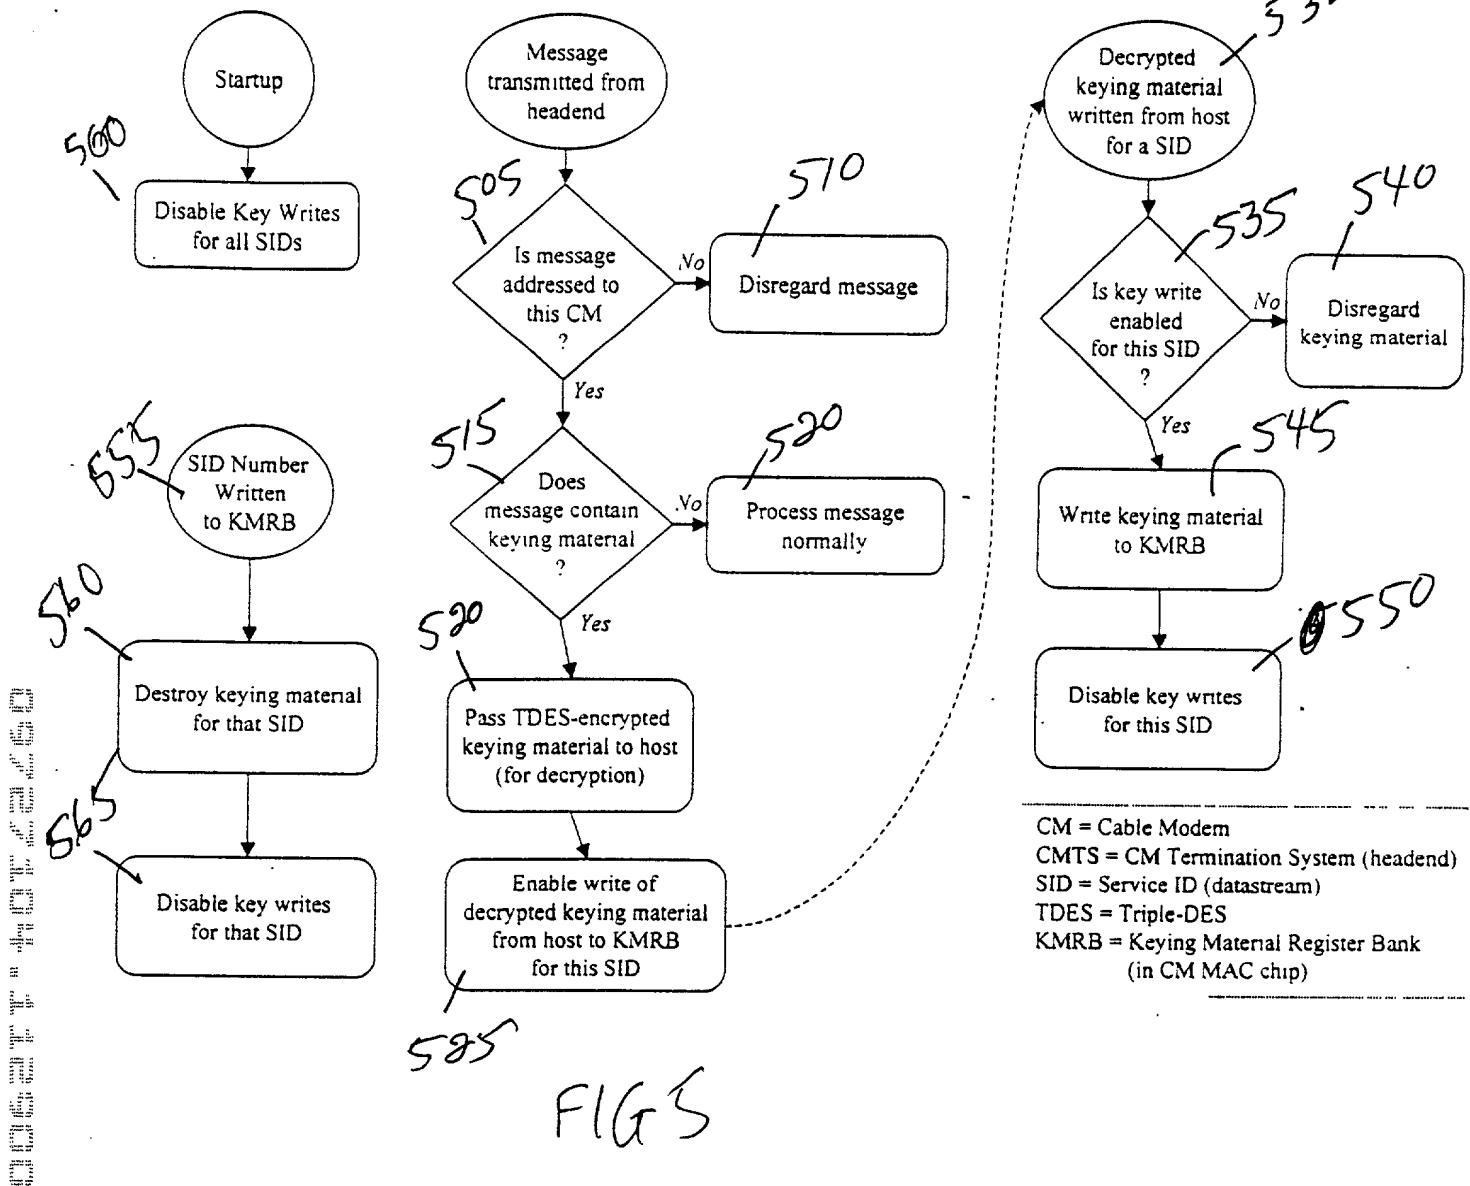 Startup
500
Disable Key Writes
for all SIDs
555
SID Number
Written
to KMRB
560
Destroy keying material
for that SID
565
Disable key writes
for that SID
Message
transmitted from
headend
505
Is message
addressed to
this CM
?
No
510
Disregard message
Yes
515
Does
message contain
keying material
?
No
520
Process message
normally
Yes
520
Pass TDES-encrypted
keying material to host
(for decryption)
Enable write of
decrypted keying material
from host to KMRB
for this SID
525
Decrypted
keying material
written from host
for a SID
535
Is key write
enabled
for this SID
?
No
540
Disregard
keying material
Yes
545
Write keying material
to KMRB
550
Disable key writes
for this SID
CM = Cable Modem
CMTS = CM Termination System (headend)
SID = Service ID (datastream)
TDES = Triple-DES
KMRB = Keying Material Register Bank
(in CM MAC chip)
FIG 5